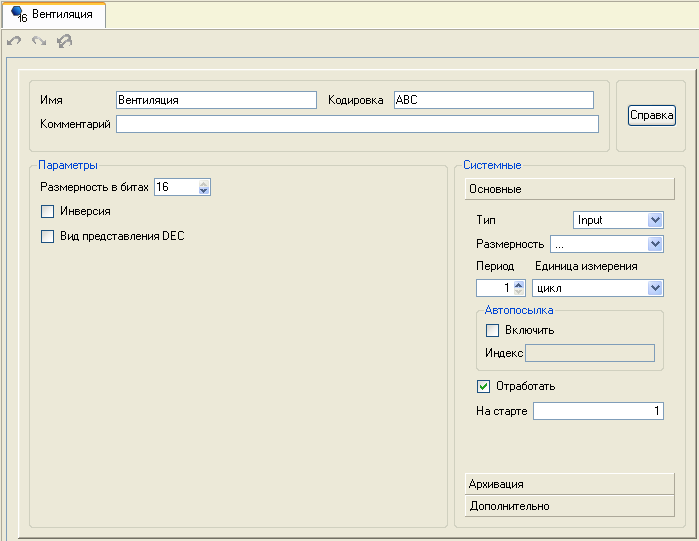 16 Вентиляция
Имя Вентиляция Кодировка ABC
Комментарий
Справка
Параметры
Размерность в битах 16
Инверсия
Вид представления DEC
Системные
Основные
Тип Input
Размерность ...
Период Единица измерения
1 цикл
Автопосылка
Включить
Индекс
Отработать
На старте 1
Архивация
Дополнительно